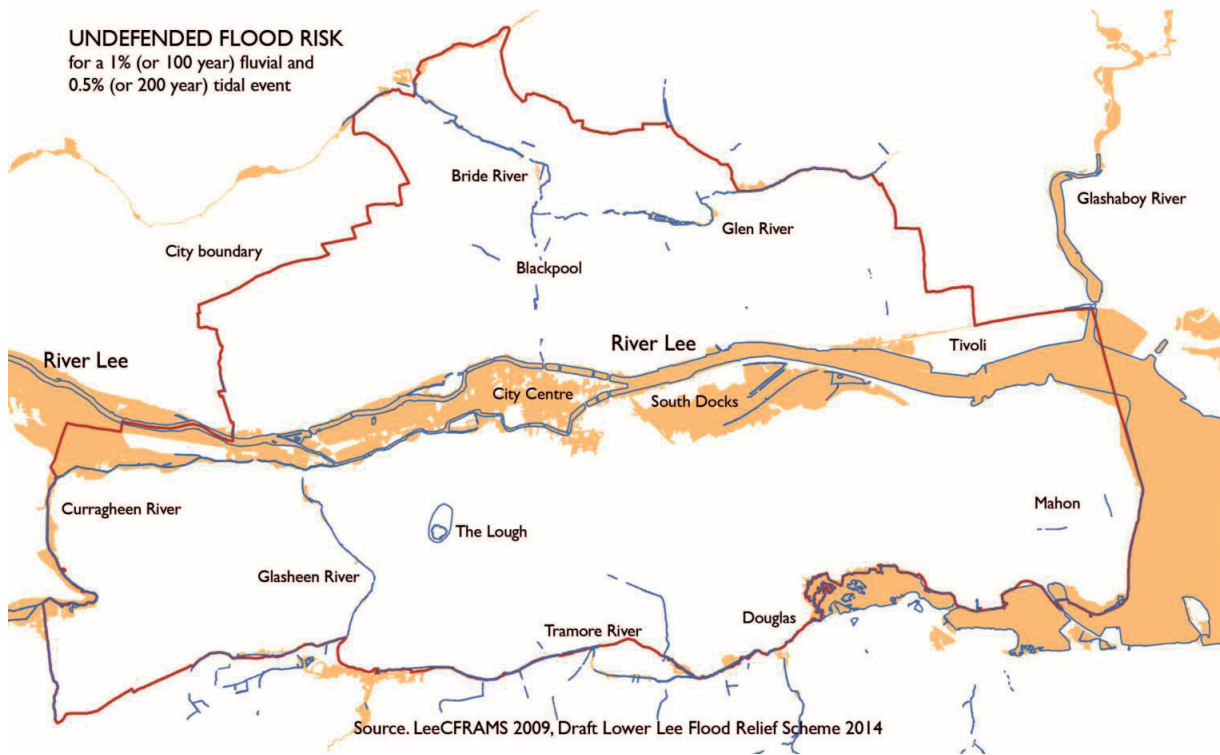 UNDEFENDED FLOOD RISK
for a 1% (or 100 year) fluvial and
0.5% (or 200 year) tidal event
Bride River
Glashaboy River
Glen River
City boundary
Blackpool
River Lee
River Lee
Tivoli
City Centre
South Docks
Curragheen River
Mahon
The Lough
Glasheen River
Douglas
Tramore River
Source. LeeCFRAMS 2009, Draft Lower Lee Flood Relief Scheme 2014